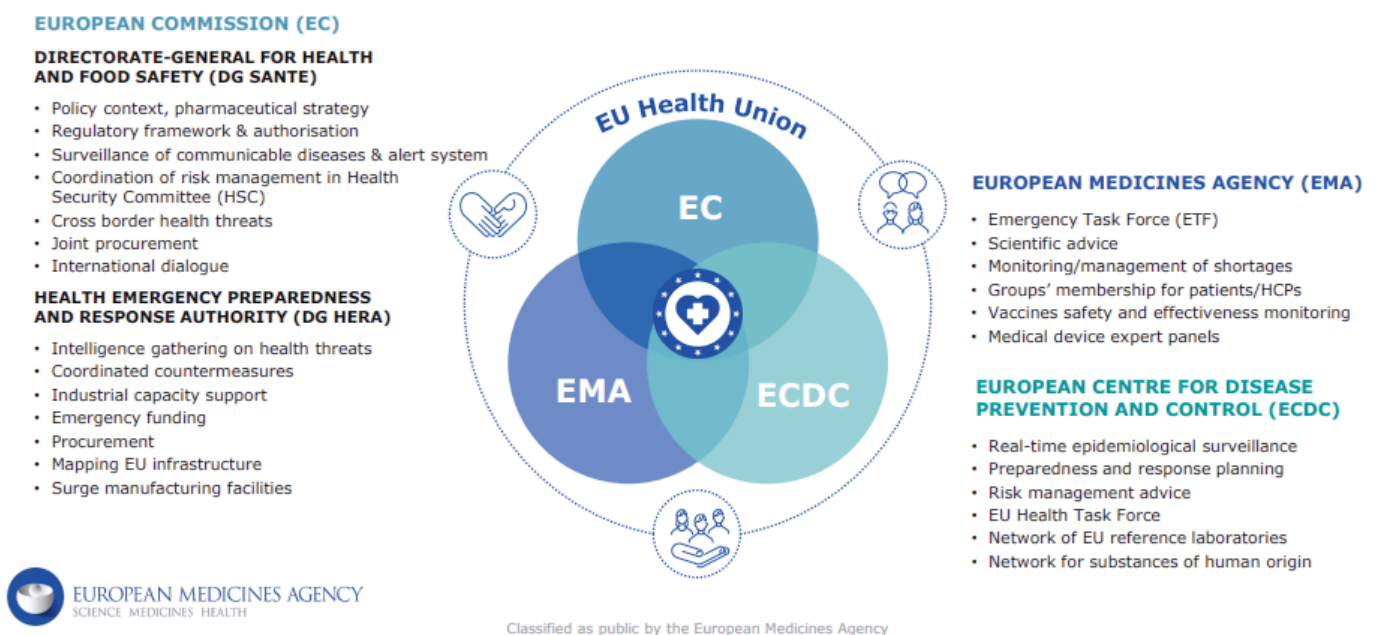 EUROPEAN COMMISSION (EC)
DIRECTORATE-GENERAL FOR HEALTH
AND FOOD SAFETY (DG SANTE)
• Policy context, pharmaceutical strategy
• Regulatory framework & authorisation
• Surveillance of communicable diseases & alert system
• Coordination of risk management in Health
Security Committee (HSC)
• Cross border health threats
• Joint procurement
• International dialogue
HEALTH EMERGENCY PREPAREDNESS
AND RESPONSE AUTHORITY (DG HERA)
• Intelligence gathering on health threats
• Coordinated countermeasures
• Industrial capacity support
• Emergency funding
• Procurement
• Mapping EU infrastructure
• Surge manufacturing facilities
EU Health Union
EC
EMA
ECDC
EUROPEAN MEDICINES AGENCY (EMA)
• Emergency Task Force (ETF)
• Scientific advice
• Monitoring/management of shortages
• Groups’ membership for patients/HCPs
• Vaccines safety and effectiveness monitoring
• Medical device expert panels
EUROPEAN CENTRE FOR DISEASE
PREVENTION AND CONTROL (ECDC)
• Real-time epidemiological surveillance
• Preparedness and response planning
• Risk management advice
• EU Health Task Force
• Network of EU reference laboratories
• Network for substances of human origin
EUROPEAN MEDICINES AGENCY
SCIENCE MEDICINES HEALTH
Classified as public by the European Medicines Agency